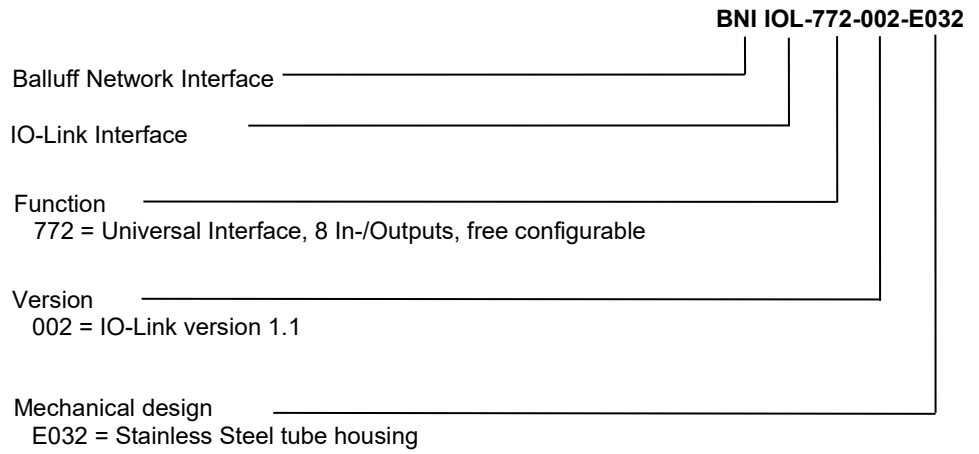 BNI IOL-772-002-E032
Balluff Network Interface
IO-Link Interface
Function
772 = Universal Interface, 8 In-/Outputs, free configurable
Version
002 = IO-Link version 1.1
Mechanical design
E032 = Stainless Steel tube housing